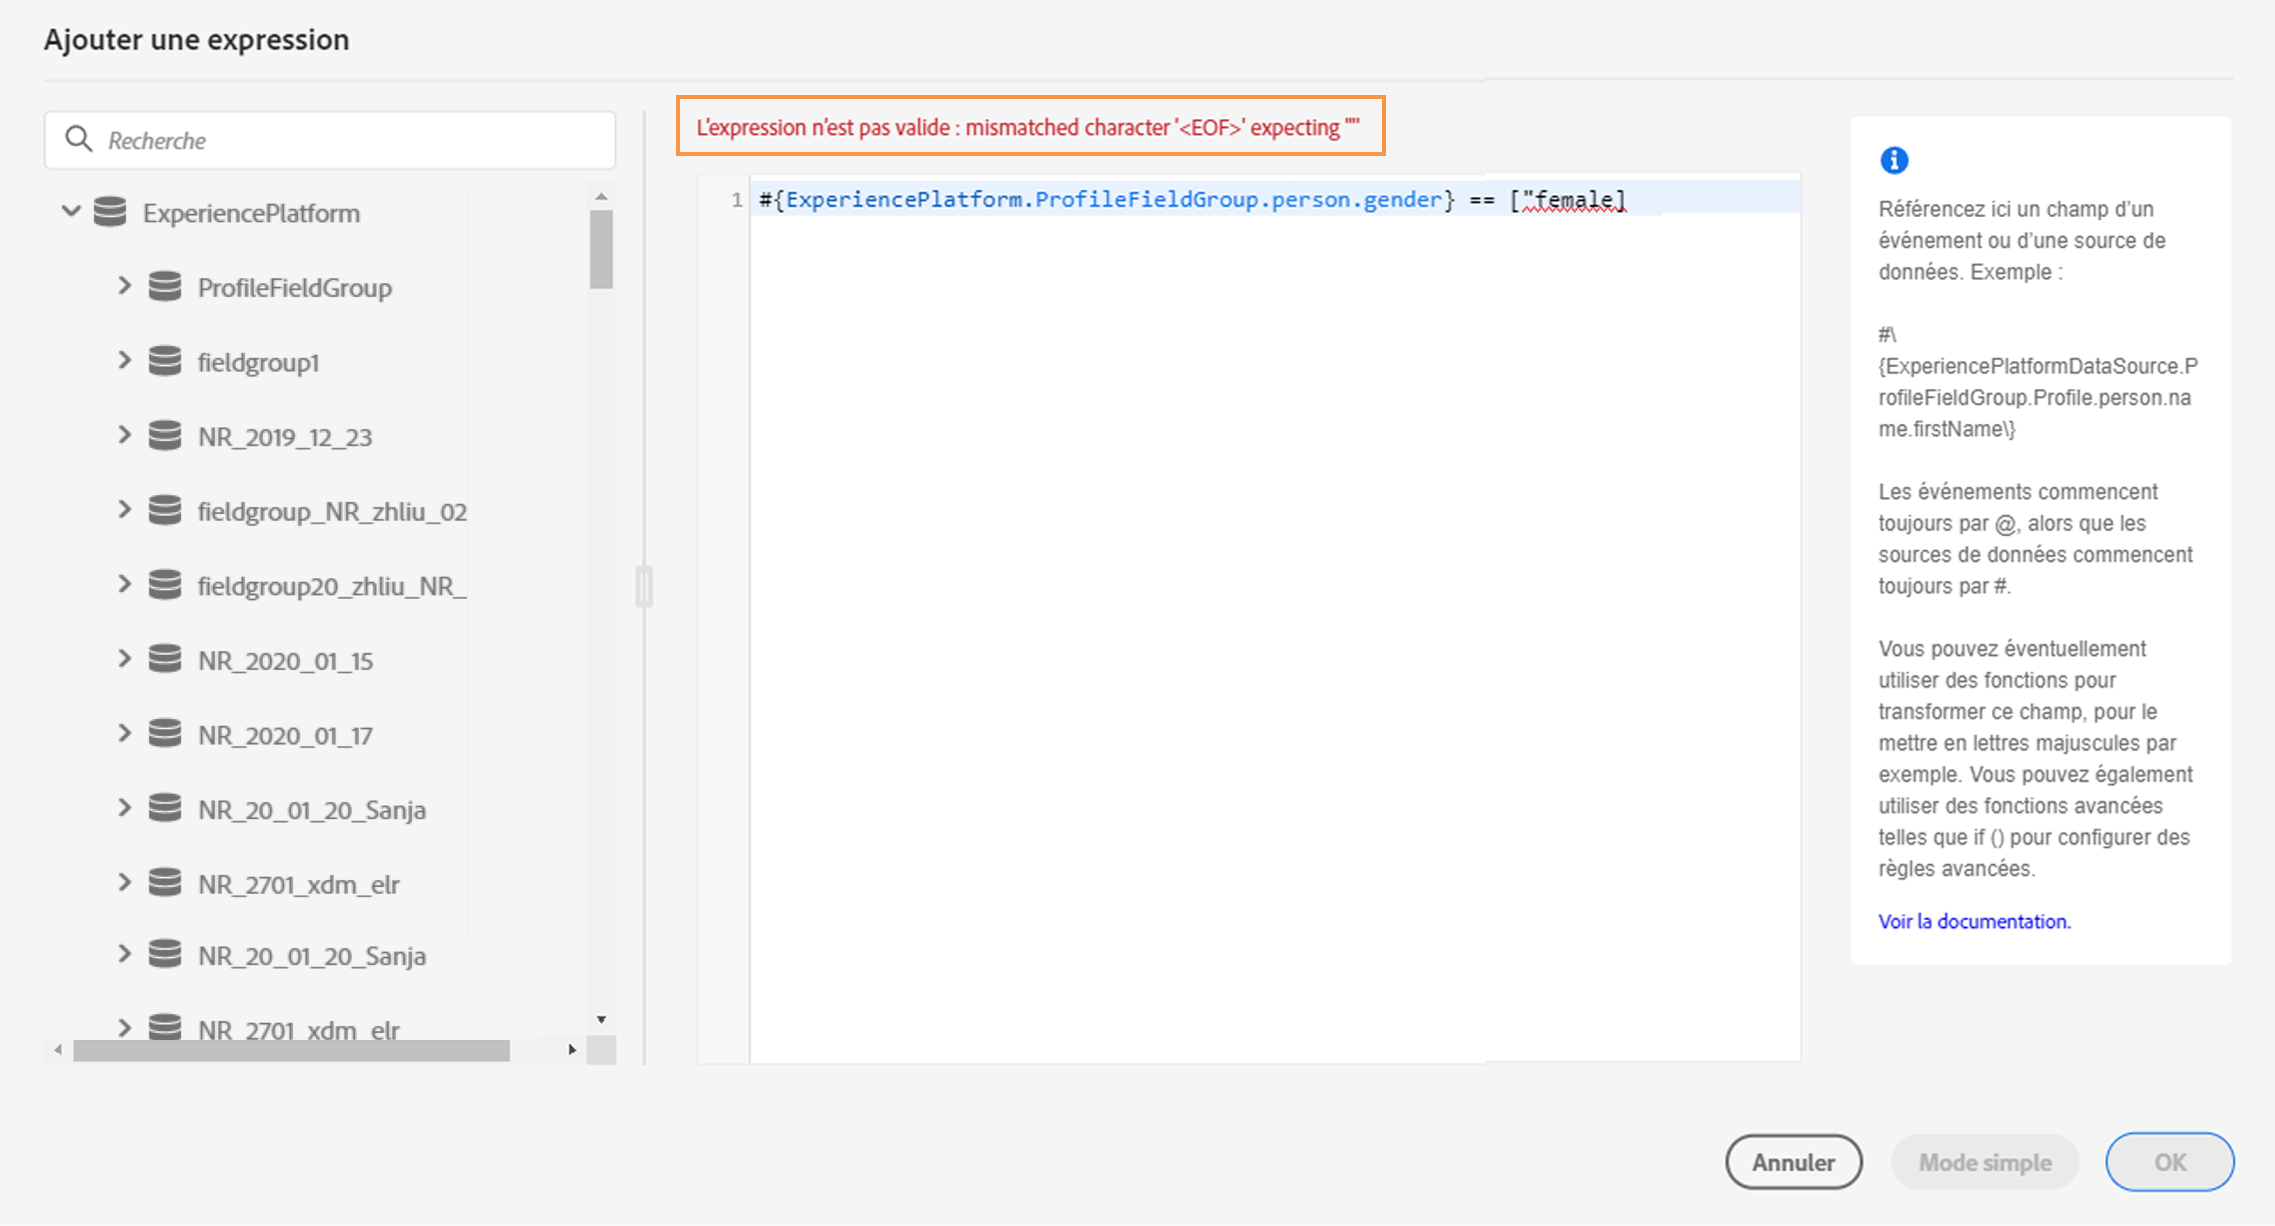 Ajouter une expression
Recherche
ExperiencePlatform
ProfileFieldGroup
fieldgroup1
NR_2019_12_23
fieldgroup_NR_zhliu_02
fieldgroup20_zhliu_NR_
NR_2020_01_15
NR_2020_01_17
NR_20_01_20_Sanja
NR_2701_xdm_elr
NR_20_01_20_Sanja
NR_2701_xdm_elr
L'expression n'est pas valide : mismatched character '<EOF>' expecting '"'
1 #{ExperiencePlatform.ProfileFieldGroup.person.gender} == ["female]
Référencez ici un champ d’un
événement ou d’une source de
données. Exemple :
#\
{ExperiencePlatformDataSource.P
rofileFieldGroup.Profile.person.na
me.firstName\}
Les événements commencent
toujours par @, alors que les
sources de données commencent
toujours par #.
Vous pouvez éventuellement
utiliser des fonctions pour
transformer ce champ, pour le
mettre en lettres majuscules par
exemple. Vous pouvez également
utiliser des fonctions avancées
telles que if () pour configurer des
règles avancées.
Voir la documentation.
Annuler
Mode simple
OK